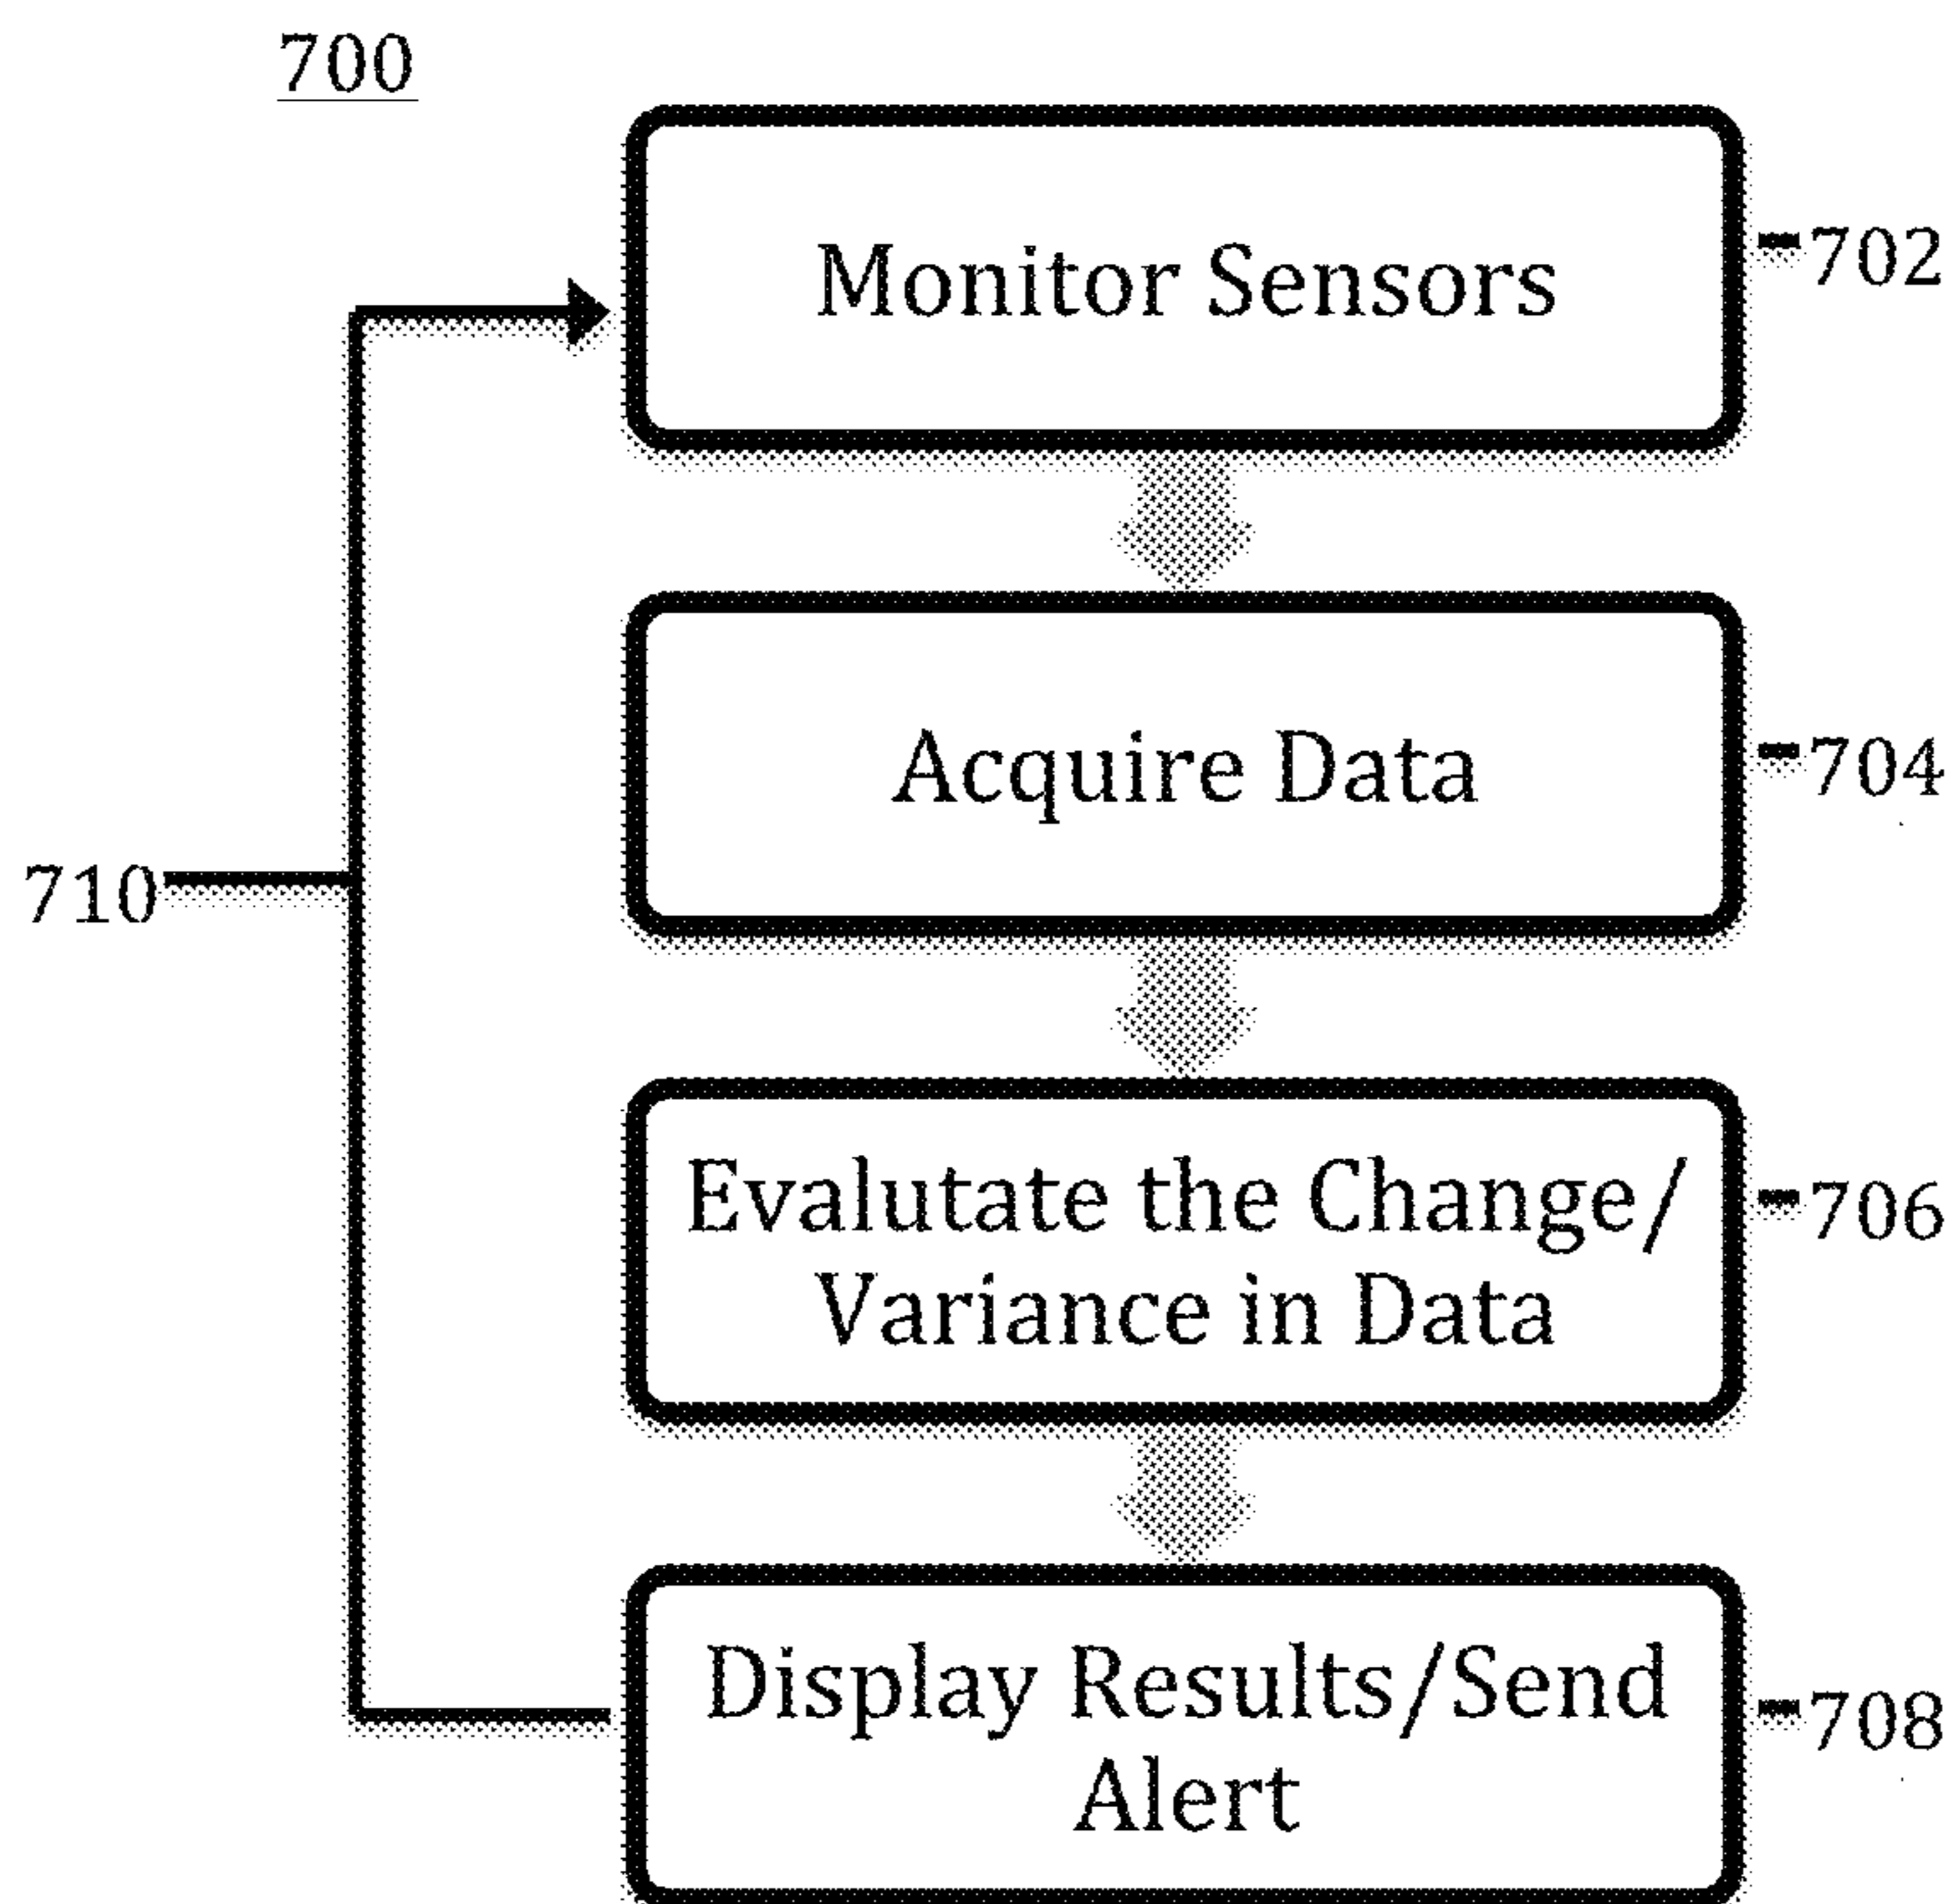 700
Monitor Sensors
702
Acquire Data
704
710
Evalutate the Change/
Variance in Data
706
Display Results/Send
Alert
708